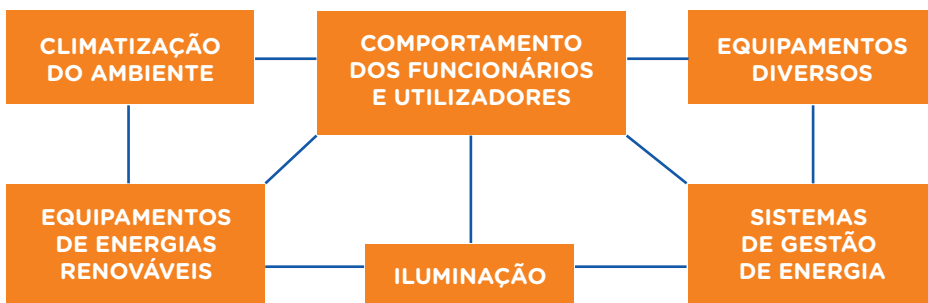 CLIMATIZAÇÃO
DO AMBIENTE
COMPORTAMENTO
DOS FUNCIONÁRIOS
E UTILIZADORES
EQUIPAMENTOS
DIVERSOS
EQUIPAMENTOS
DE ENERGIAS
RENOVÁVEIS
ILUMINAÇÃO
SISTEMAS
DE GESTÃO
DE ENERGIA